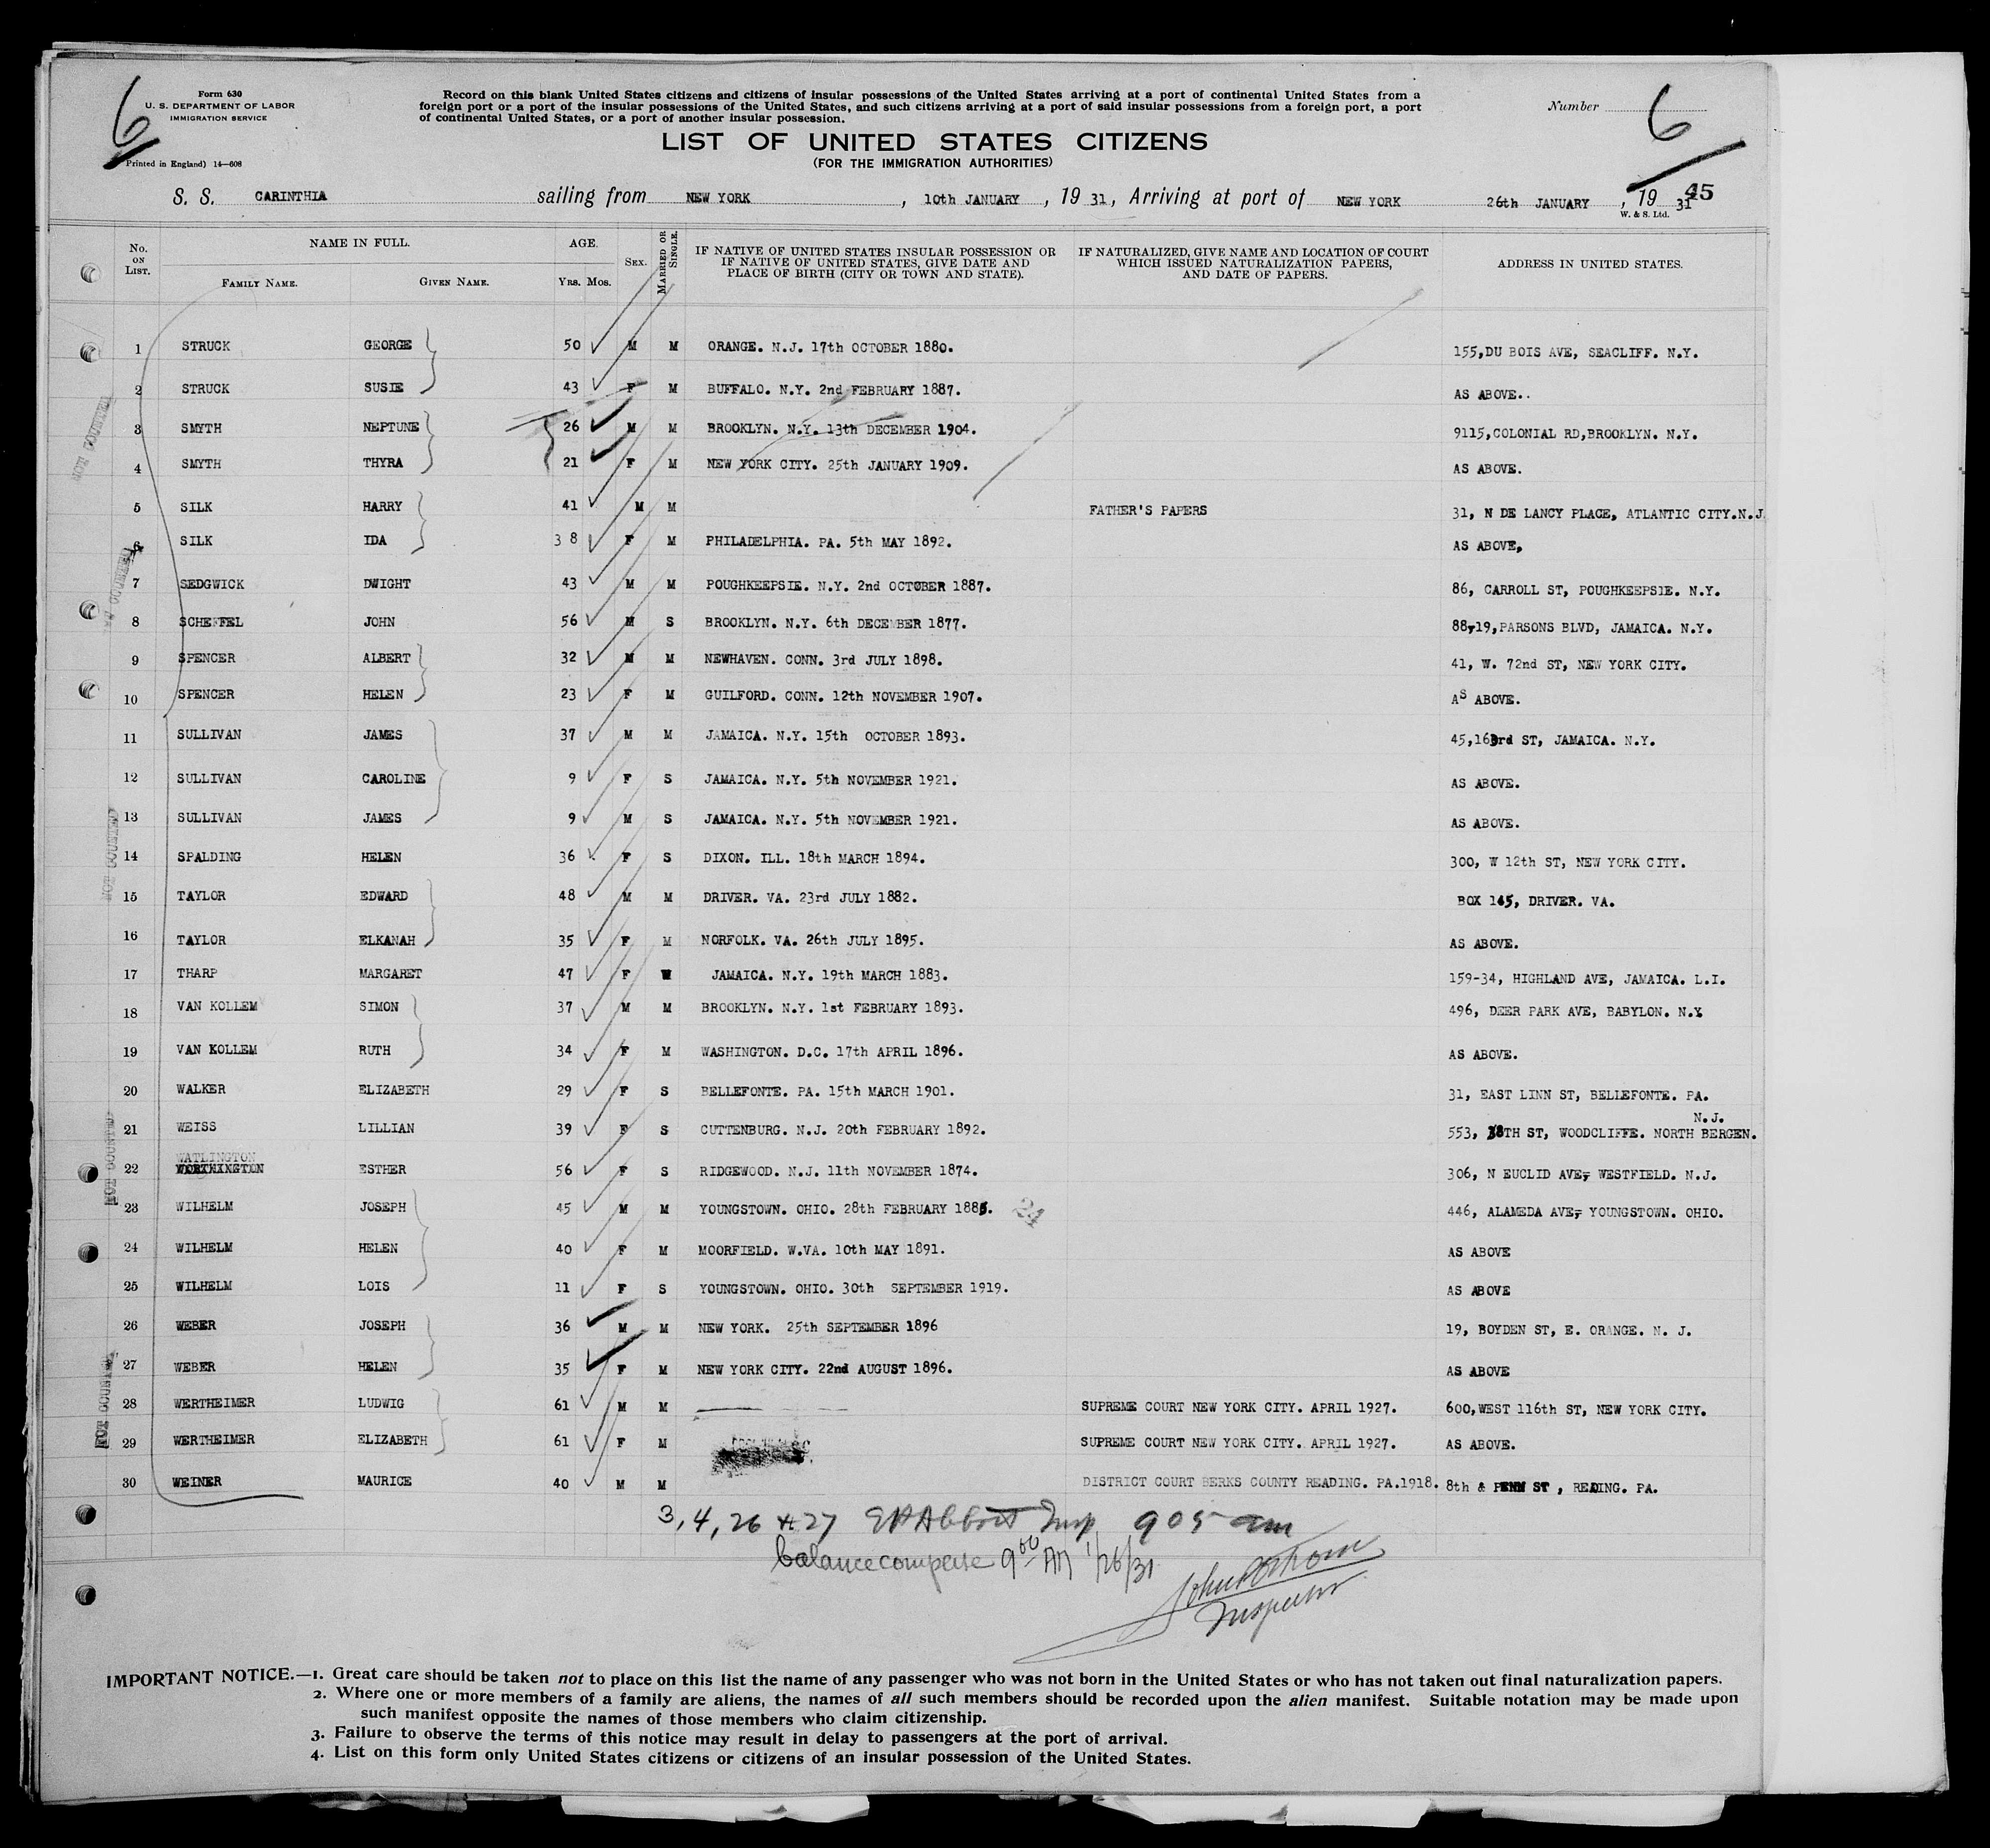 6
Form 630
U. S. DEPARTMENT OF LABOR
IMMIGRATION SERVICE
Printed in England) 14—608
Record on this blank United States citizens and citizens of insular possessions of the United States arriving at a port of continental United States from a
foreign port or a port of the insular possessions of the United States, and such citizens arriving at a port of said insular possessions from a foreign port, a port
of continental United States, or a port of another insular possession.
Number 6
LIST OF UNITED STATES CITIZENS
(FOR THE IMMIGRATION AUTHORITIES)
S. S. CARINTHIA sailing from NEW YORK, 10th JANUARY, 19 31, Arriving at port of NEW YORK 26th JANUARY, 19 31 45
W. & S. Ltd.
No. ON LIST. NAME IN FULL. FAMILY NAME. GIVEN NAME. AGE. YRS. MOS. SEX. MARRIED OR SINGLE. IF NATIVE OF UNITED STATES INSULAR POSSESSION OR IF NATIVE OF UNITED STATES, GIVE DATE AND PLACE OF BIRTH (CITY OR TOWN AND STATE). IF NATURALIZED, GIVE NAME AND LOCATION OF COURT WHICH ISSUED NATURALIZATION PAPERS, AND DATE OF PAPERS. ADDRESS IN UNITED STATES.
1 STRUCK GEORGE 50 M M ORANGE. N.J. 17th OCTOBER 1880. 155,DU BOIS AVE, SEACLIFF. N.Y.
2 STRUCK SUSIE 43 F M BUFFALO. N.Y. 2nd FEBRUARY 1887. AS ABOVE..
NOT COUNTED
3 SMYTH NEPTUNE 26 M M BROOKLYN. N.Y. 13th DECEMBER 1904. 9115,COLONIAL RD,BROOKLYN. N.Y.
4 SMYTH THYRA 21 F M NEW YORK CITY. 25th JANUARY 1909. AS ABOVE.
5 SILK HARRY 41 M M FATHER'S PAPERS 31, N DE LANCY PLACE, ATLANTIC CITY.N.J
6 SILK IDA 3 8 F M PHILADELPHIA. PA. 5th MAY 1892. AS ABOVE,
NOT COUNTED
7 SEDGWICK DWIGHT 43 M M POUGHKEEPSIE. N.Y. 2nd OCTOBER 1887. 86, CARROLL ST, POUGHKEEPSIE. N.Y.
8 SCHEFFEL JOHN 56 M S BROOKLYN. N.Y. 6th DECEMBER 1877. 88-19,PARSONS BLVD, JAMAICA. N.Y.
9 SPENCER ALBERT 32 M M NEWHAVEN. CONN. 3rd JULY 1898. 41, W. 72nd ST, NEW YORK CITY.
10 SPENCER HELEN 23 F M GUILFORD. CONN. 12th NOVEMBER 1907. AS ABOVE.
11 SULLIVAN JAMES 37 M M JAMAICA. N.Y. 15th OCTOBER 1893. 45,163rd ST, JAMAICA. N.Y.
12 SULLIVAN CAROLINE 9 F S JAMAICA. N.Y. 5th NOVEMBER 1921. AS ABOVE.
13 SULLIVAN JAMES 9 M S JAMAICA. N.Y. 5th NOVEMBER 1921. AS ABOVE.
NOT COUNTED
14 SPALDING HELEN 36 F S DIXON. ILL. 18th MARCH 1894. 300, W 12th ST, NEW YORK CITY.
15 TAYLOR EDWARD 48 M M DRIVER. VA. 23rd JULY 1882. BOX 145, DRIVER. VA.
16 TAYLOR ELKANAH 35 F M NORFOLK. VA. 26th JULY 1895. AS ABOVE.
17 THARP MARGARET 47 F JAMAICA. N.Y. 19th MARCH 1883. 159-34, HIGHLAND AVE, JAMAICA. L.I.
18 VAN KOLLEM SIMON 37 M M BROOKLYN. N.Y. 1st FEBRUARY 1893. 496, DEER PARK AVE, BABYLON. N.Y
19 VAN KOLLEM RUTH 34 F M WASHINGTON. D.C. 17th APRIL 1896. AS ABOVE.
20 WALKER ELIZABETH 29 F S BELLEFONTE. PA. 15th MARCH 1901. 31, EAST LINN ST, BELLEFONTE. PA.
N.J.
21 WEISS LILLIAN 39 F S CUTTENBURG. N.J. 20th FEBRUARY 1892. 553, 38TH ST, WOODCLIFFE. NORTH BERGEN.
WATLINGTON
22 WORTHINGTON ESTHER 56 F S RIDGEWOOD. N.J. 11th NOVEMBER 1874. 306, N EUCLID AVE, WESTFIELD. N.J.
NOT COUNTED
23 WILHELM JOSEPH 45 M M YOUNGSTOWN. OHIO. 28th FEBRUARY 1885. 24 446, ALAMEDA AVE, YOUNGSTOWN. OHIO.
24 WILHELM HELEN 40 F M MOORFIELD. W.VA. 10th MAY 1891. AS ABOVE
25 WILHELM LOIS 11 F S YOUNGSTOWN. OHIO. 30th SEPTEMBER 1919. AS ABOVE
26 WEBER JOSEPH 36 M M NEW YORK. 25th SEPTEMBER 1896 19, BOYDEN ST, E. ORANGE. N. J.
27 WEBER HELEN 35 F M NEW YORK CITY. 22nd AUGUST 1896. AS ABOVE
28 WERTHEIMER LUDWIG 61 M M SUPREME COURT NEW YORK CITY. APRIL 1927. 600,WEST 116th ST, NEW YORK CITY.
NOT COUNTED
29 WERTHEIMER ELIZABETH 61 F M SUPREME COURT NEW YORK CITY. APRIL 1927. AS ABOVE.
30 WEINER MAURICE 40 M M DISTRICT COURT BERKS COUNTY READING. PA.1918. 8th & PENN ST , READING. PA.
3, 4, 26 + 27 Abbott Insp 905 am
balance 9 00 AM 1/26/31
Inspector
IMPORTANT NOTICE.—1. Great care should be taken not to place on this list the name of any passenger who was not born in the United States or who has not taken out final naturalization papers.
2. Where one or more members of a family are aliens, the names of all such members should be recorded upon the alien manifest. Suitable notation may be made upon
such manifest opposite the names of those members who claim citizenship.
3. Failure to observe the terms of this notice may result in delay to passengers at the port of arrival.
4. List on this form only United States citizens or citizens of an insular possession of the United States.